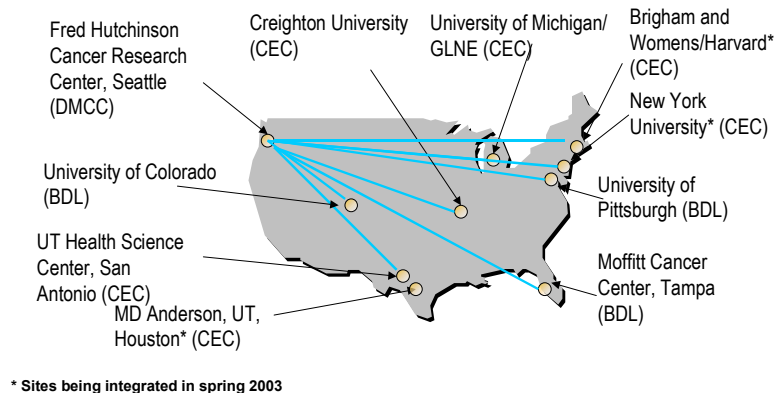 Fred Hutchinson
Cancer Research
Center, Seattle
(DMCC)
Creighton University
(CEC)
University of Michigan/
GLNE (CEC)
Brigham and
Womens/Harvard*
(CEC)
New York
University* (CEC)
University of Colorado
(BDL)
University of
Pittsburgh (BDL)
UT Health Science
Center, San
Antonio (CEC)
Moffitt Cancer
Center, Tampa
(BDL)
MD Anderson, UT,
Houston* (CEC)
* Sites being integrated in spring 2003